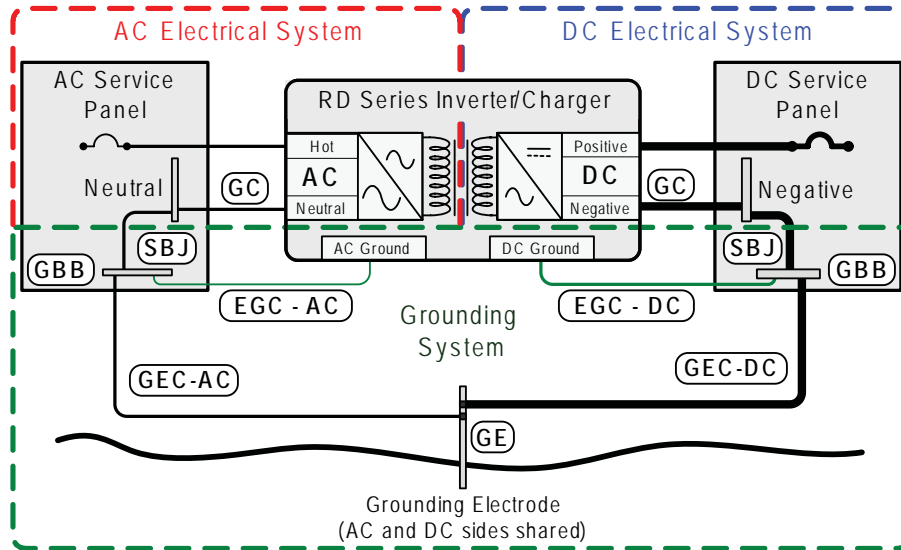 AC Electrical System
DC Electrical System
AC Service
Panel
RD Series Inverter/Charger
DC Service
Panel
Hot
AC
Neutral
Positive
DC
Negative
Neutral
GC
GC
Negative
SBJ
AC Ground
DC Ground
SBJ
GBB
GBB
EGC - AC
EGC - DC
Grounding
System
GEC-AC
GEC-DC
GE
Grounding Electrode
(AC and DC sides shared)